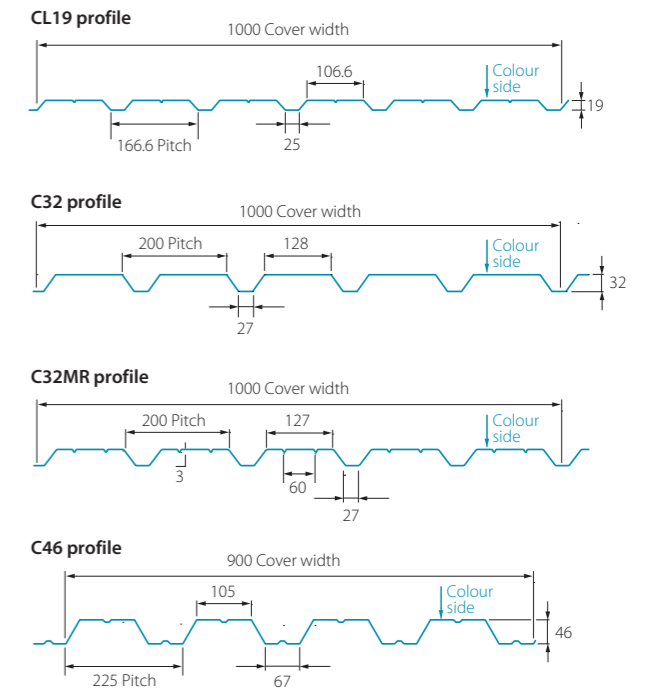 CL19 profile
1000 Cover width
106.6
Colour
side
19
166.6 Pitch
25
C32 profile
1000 Cover width
200 Pitch
128
Colour
side
32
27
C32MR profile
1000 Cover width
200 Pitch
127
Colour
side
3
60
27
C46 profile
900 Cover width
105
Colour
side
46
225 Pitch
67